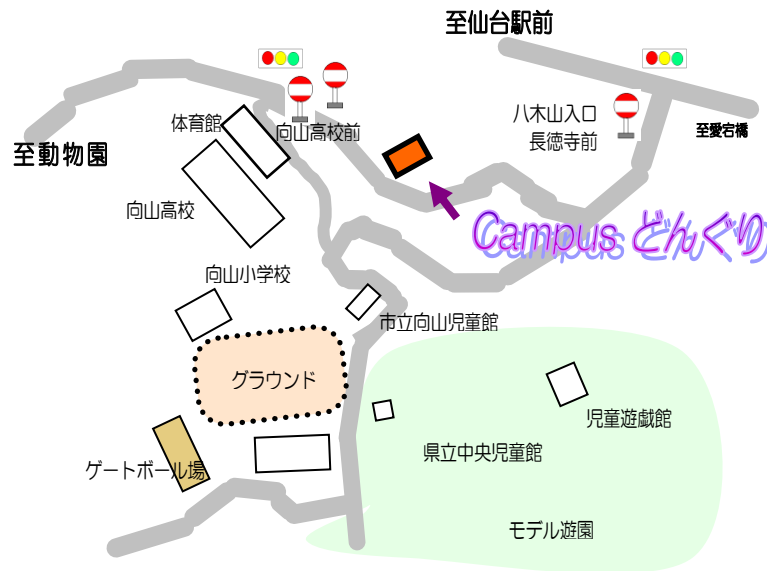 至仙台駅前
八木山入口
長徳寺前
至愛宕橋
体育館
向山高校前
至動物園
向山高校
Campus どんぐり
向山小学校
市立向山児童館
グラウンド
児童遊戯館
県立中央児童館
ゲートボール場
モデル遊園